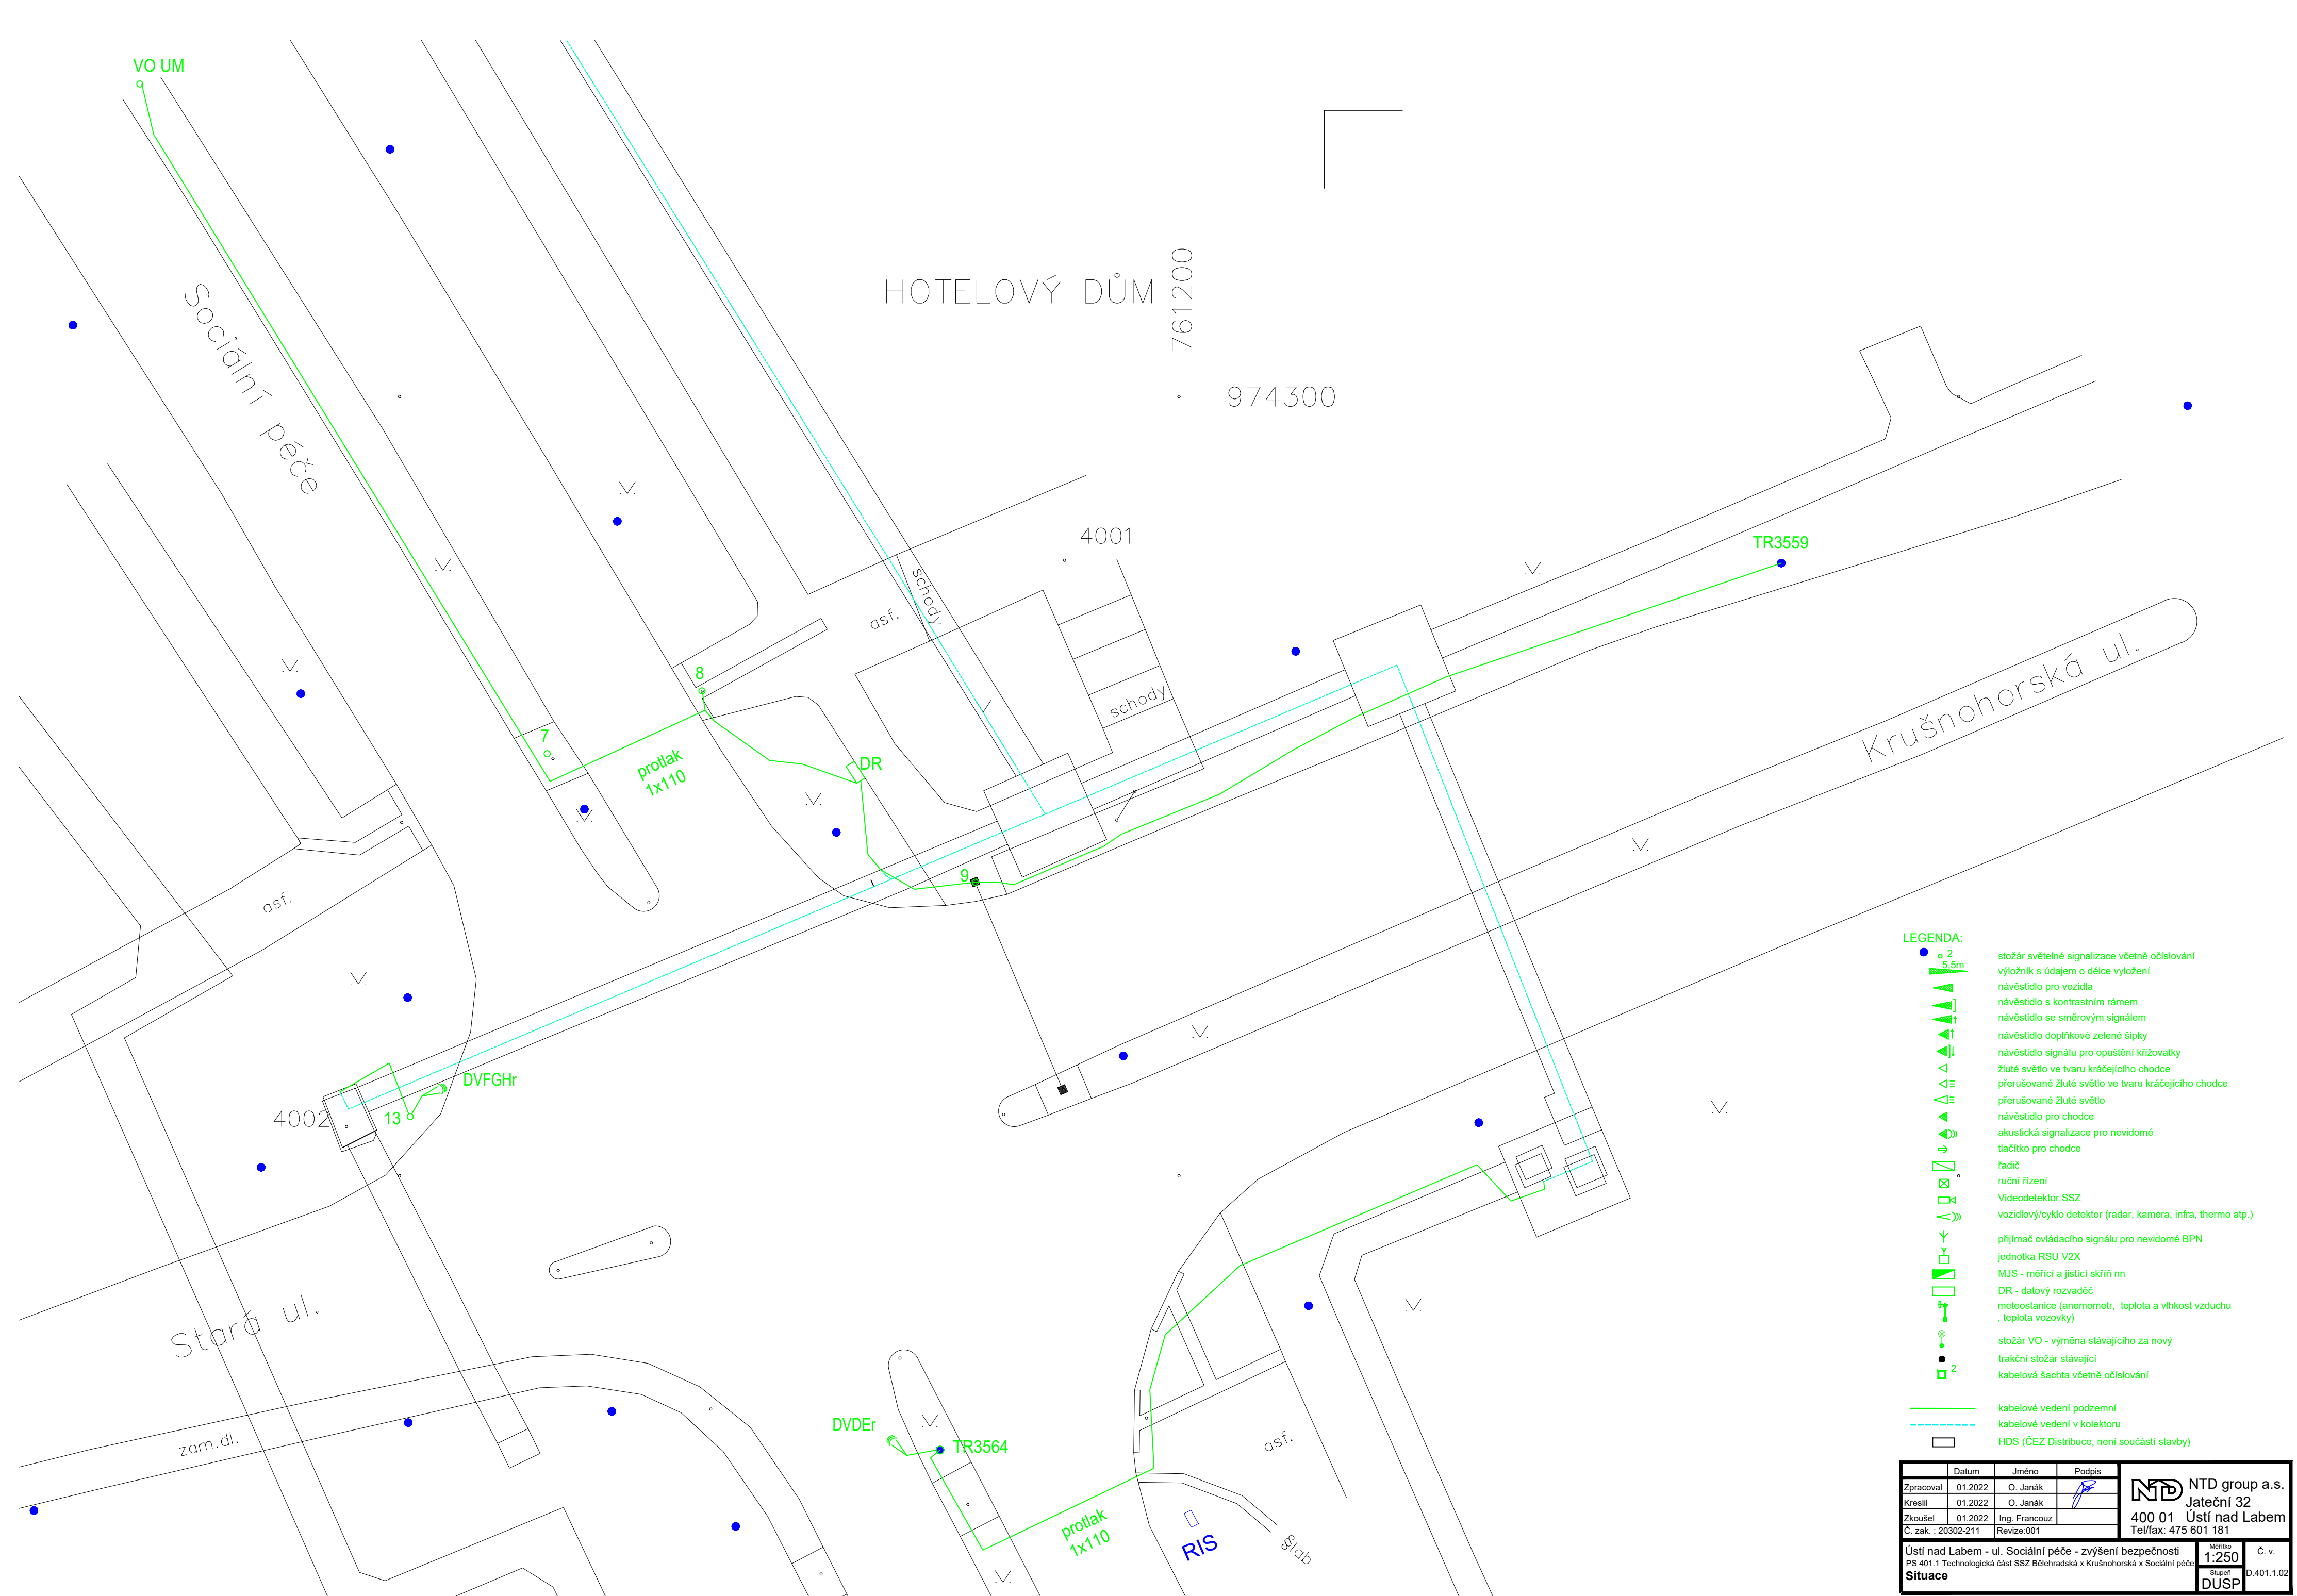 VO UM
HOTELOVÝ DŮM
761200
974300
Sociální péče
4001
TR3559
schody
asf.
8
schody
Krušnohorská ul.
7
protlak
1x110
DR
9
asf.
DVFGHr
4002
13
Stará ul.
zam.dl.
DVDEr
TR3564
asf.
protlak
1x110
RIS
šlab
LEGENDA:
2
stožár světelné signalizace včetně očíslování
5,5m
výložník s údajem o délce vyložení
návěstidlo pro vozidla
návěstidlo s kontrastním rámem
návěstidlo se směrovým signálem
návěstidlo doplňkové zelené šipky
návěstidlo signálu pro opuštění křižovatky
žluté světlo ve tvaru kráčejícího chodce
přerušované žluté světlo ve tvaru kráčejícího chodce
přerušované žluté světlo
návěstidlo pro chodce
akustická signalizace pro nevidomé
tlačítko pro chodce
řadič
ruční řízení
Videodetektor SSZ
vozidlový/cyklo detektor (radar, kamera, infra, thermo atp.)
přijímač ovládacího signálu pro nevidomé BPN
jednotka RSU V2X
MJS - měřící a jistící skříň nn
DR - datový rozvaděč
meteostanice (anemometr, teplota a vlhkost vzduchu
, teplota vozovky)
stožár VO - výměna stávajícího za nový
trakční stožár stávající
2
kabelová šachta včetně očíslování
kabelové vedení podzemní
kabelové vedení v kolektoru
HDS (ČEZ Distribuce, není součástí stavby)
Datum Jméno Podpis
Zpracoval 01.2022 O. Janák
Kreslil 01.2022 O. Janák
Zkoušel 01.2022 Ing. Francouz
Č. zak. : 20302-211 Revize:001
NTD NTD group a.s.
Jateční 32
400 01 Ústí nad Labem
Tel/fax: 475 601 181
Ústí nad Labem - ul. Sociální péče - zvýšení bezpečnosti
PS 401.1 Technologická část SSZ Bělehradská x Krušnohorská x Sociální péče
Situace
Měřítko
1:250
Stupeň
DUSP
Č. v.
D.401.1.02